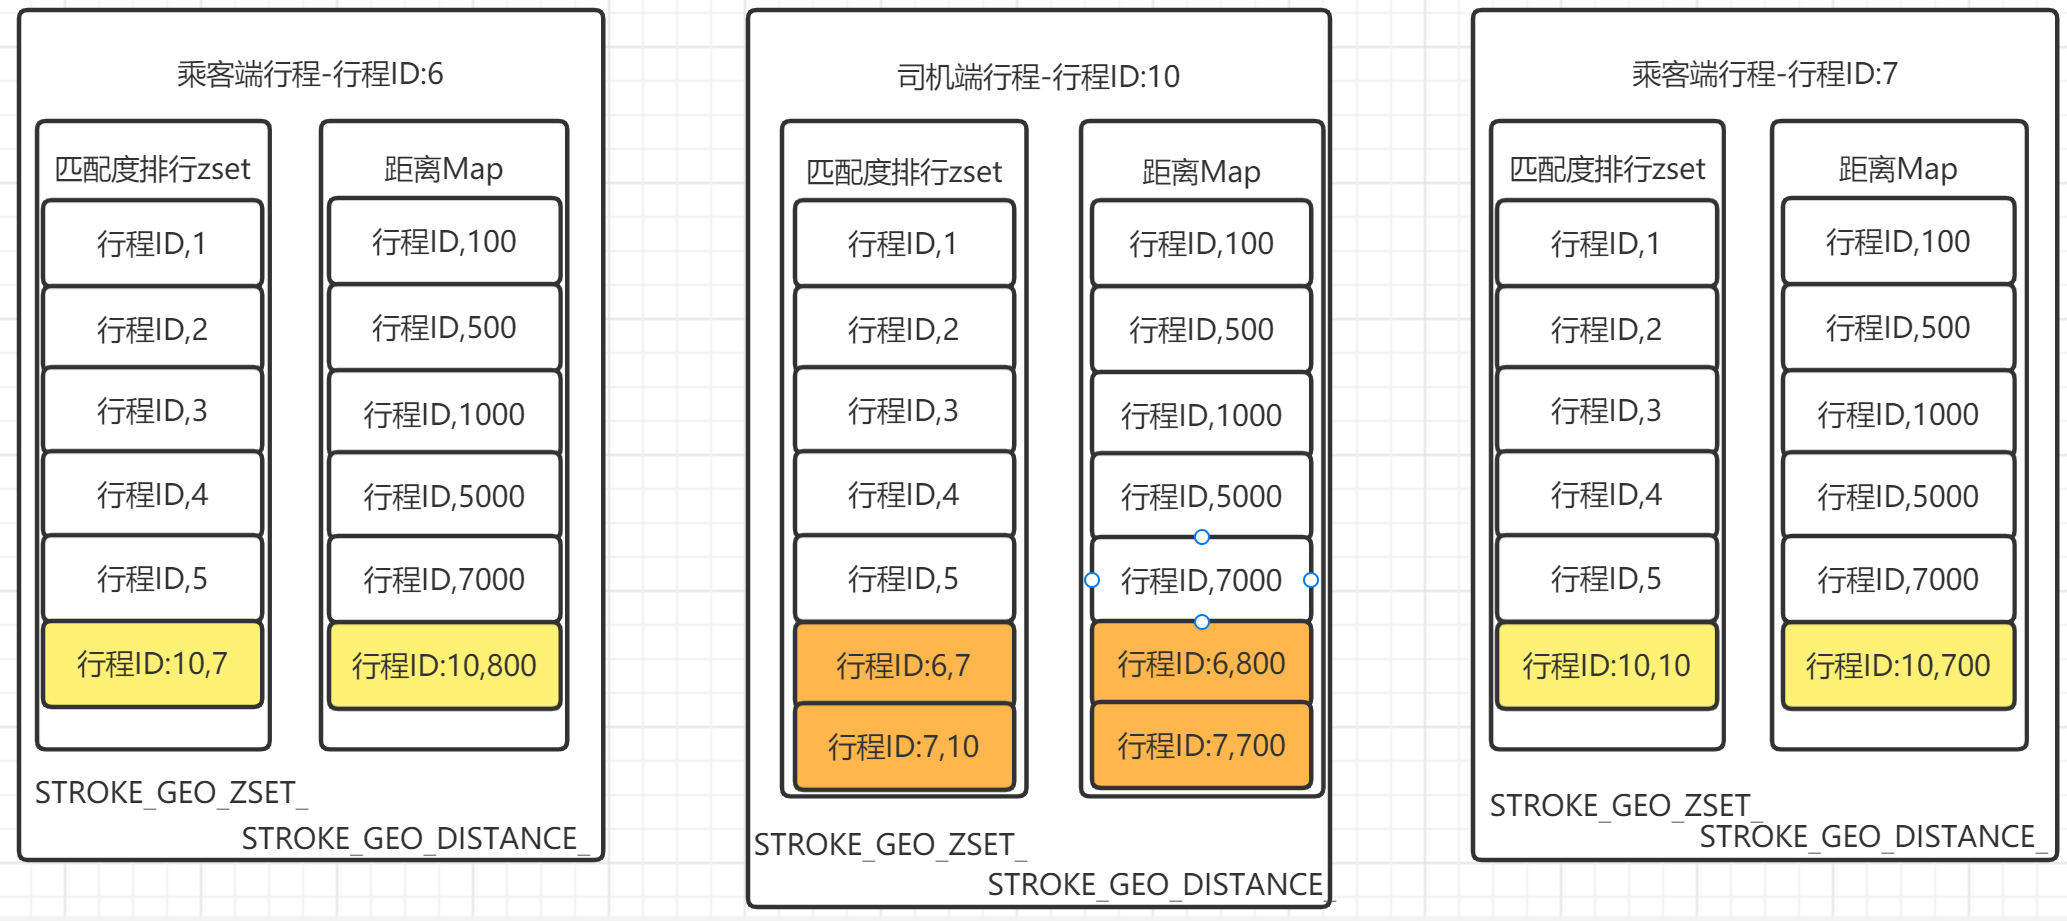 乘客端行程-行程ID:6
匹配度排行zset
行程ID,1
行程ID,2
行程ID,3
行程ID,4
行程ID,5
行程ID:10,7
距离Map
行程ID,100
行程ID,500
行程ID,1000
行程ID,5000
行程ID,7000
行程ID:10,800
STROKE_GEO_ZSET_
STROKE_GEO_DISTANCE_
司机端行程-行程ID:10
匹配度排行zset
行程ID,1
行程ID,2
行程ID,3
行程ID,4
行程ID,5
行程ID:6,7
行程ID:7,10
距离Map
行程ID,100
行程ID,500
行程ID,1000
行程ID,5000
行程ID,7000
行程ID:6,800
行程ID:7,700
STROKE_GEO_ZSET_
STROKE_GEO_DISTANCE_
乘客端行程-行程ID:7
匹配度排行zset
行程ID,1
行程ID,2
行程ID,3
行程ID,4
行程ID,5
行程ID:10,10
距离Map
行程ID,100
行程ID,500
行程ID,1000
行程ID,5000
行程ID,7000
行程ID:10,700
STROKE_GEO_ZSET_
STROKE_GEO_DISTANCE_